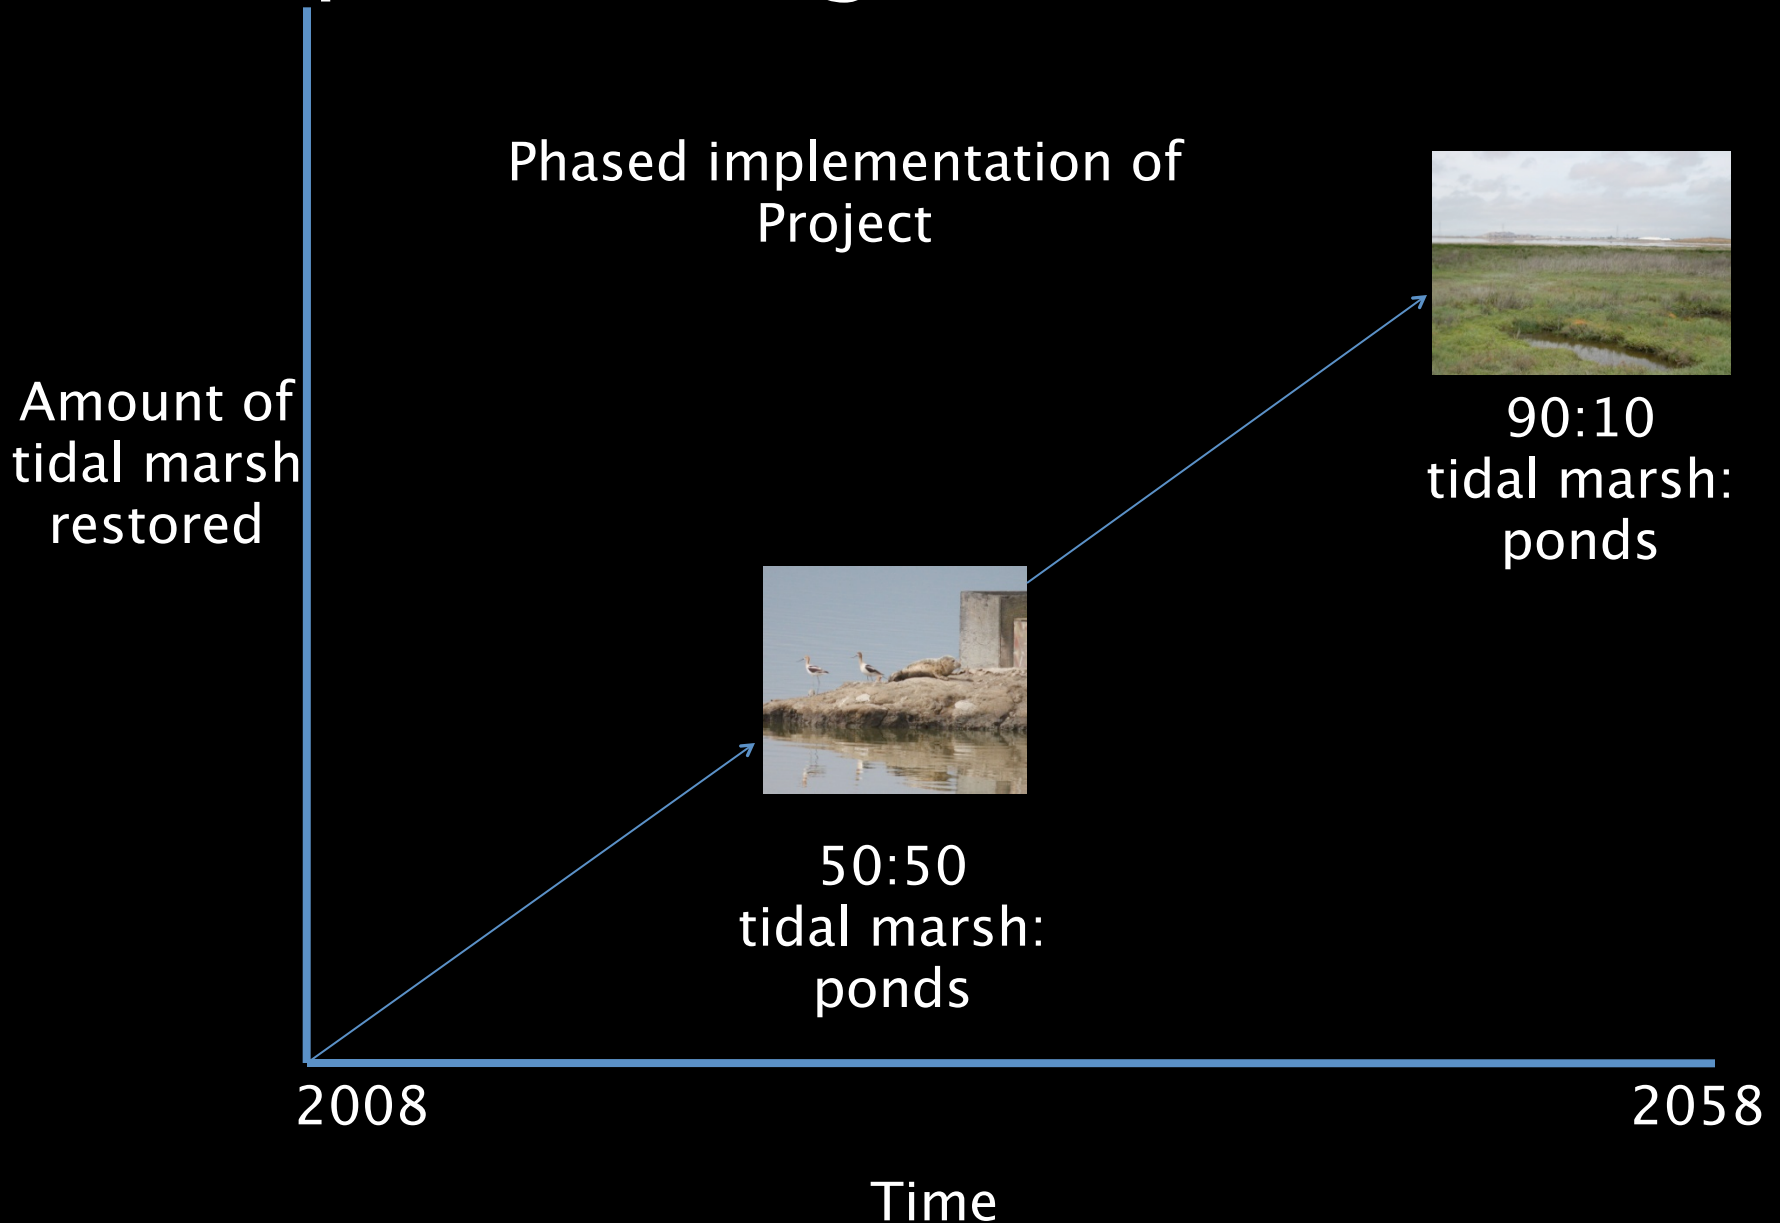 Phased implementation of
Project
Amount of
tidal marsh
restored
90:10
tidal marsh:
ponds
50:50
tidal marsh:
ponds
2008
2058
Time